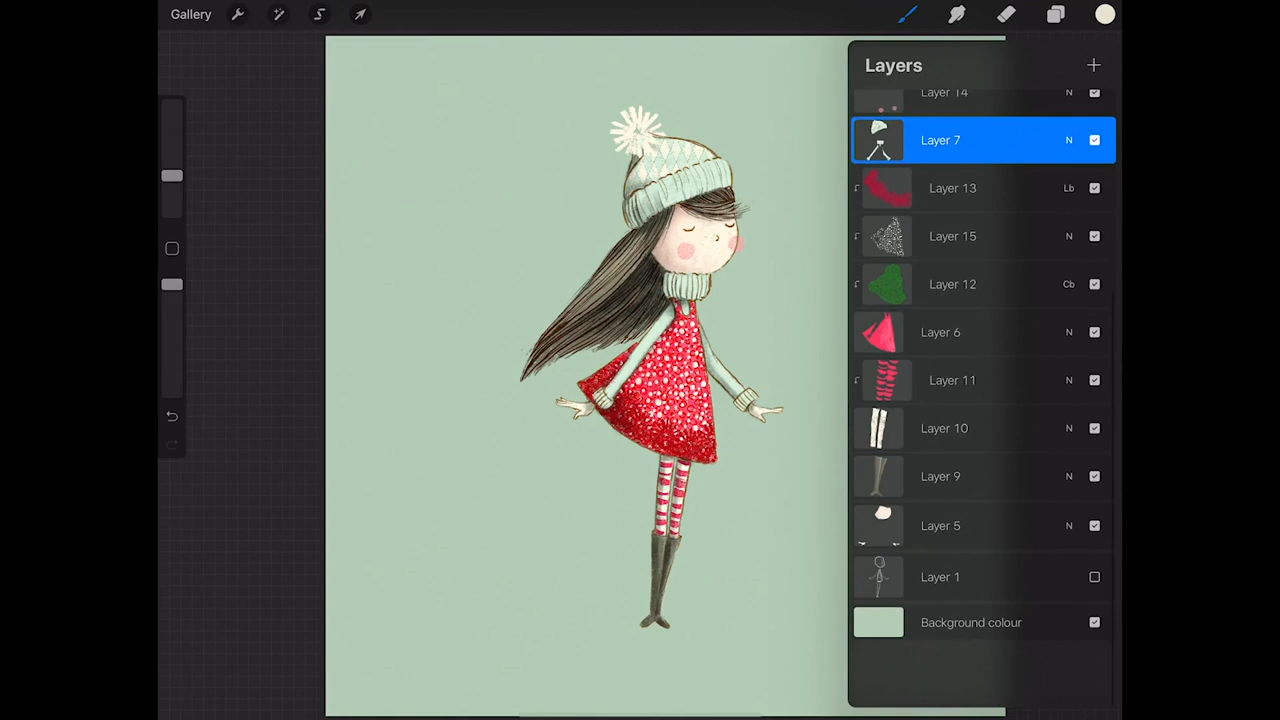 Gallery
Layers
Layer 14 N
Layer 7 N
Layer 13 Lb
Layer 15 N
Layer 12 Cb
Layer 6 N
Layer 11 N
Layer 10 N
Layer 9 N
Layer 5 N
Layer 1
Background colour